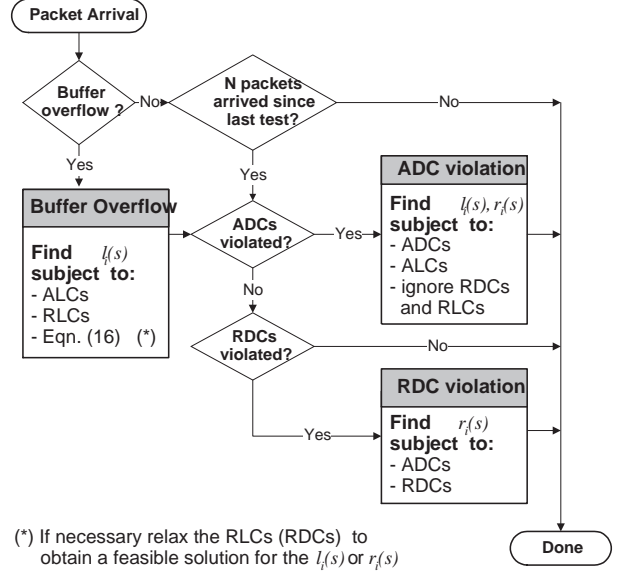 Packet Arrival
Buffer
overflow ?
No
N packets
arrived since
last test?
No
Yes
Yes
Buffer Overflow
Find l_i(s)
subject to:
- ALCs
- RLCs
- Eqn. (16) (*)
ADCs
violated?
Yes
ADC violation
Find l_i(s), r_i(s)
subject to:
- ADCs
- ALCs
- ignore RDCs
and RLCs
No
RDCs
violated?
No
Yes
RDC violation
Find r_i(s)
subject to:
- ADCs
- RDCs
Done
(*) If necessary relax the RLCs (RDCs) to
obtain a feasible solution for the l_i(s) or r_i(s)